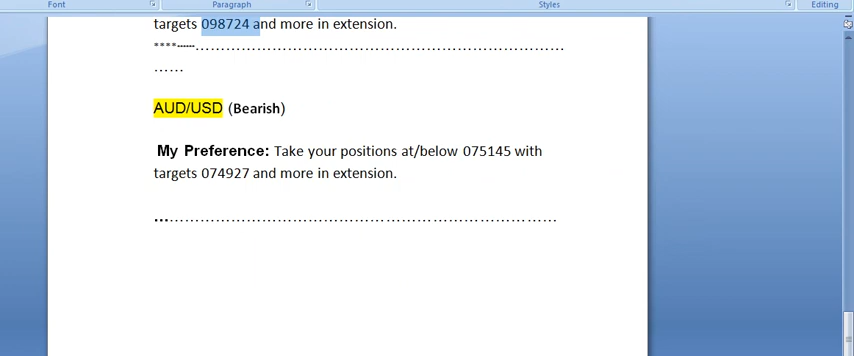 Font
Paragraph
Styles
Editing
targets 098724 and more in extension.
****┄┄……………………………………………………………
……
AUD/USD (Bearish)
My Preference: Take your positions at/below 075145 with
targets 074927 and more in extension.
…………………………………………………………………